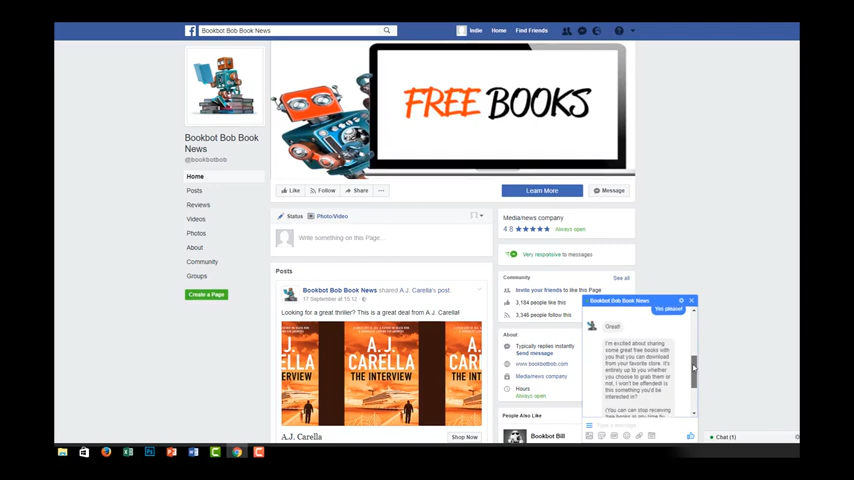 Bookbot Bob Book News
Indie Home Find Friends
FREE BOOKS
Bookbot Bob Book
News
@bookbotbob
Home
Posts
Reviews
Videos
Photos
About
Community
Groups
Create a Page
Like Follow Share ...
Learn More
Message
Status Photo/Video
Write something on this Page...
Posts
Bookbot Bob Book News shared A.J. Carella's post.
17 September at 15:12
Looking for a great thriller? This is a great deal from A.J. Carella!
A.J.
CARELLA
THE INTERVIEW
A.J. Carella
Shop Now
Media/news company
4.8 Always open
Very responsive to messages
Community See all
Invite your friends to like this Page
3,184 people like this
3,346 people follow this
About
Typically replies instantly
Send message
www.bookbotbob.com
Media/news company
Hours
Always open
People Also Like
Bookbot Bill
Bookbot Bob Book News
Yes please!
Great!
I'm excited about sharing
some great free books with
you that you can download
from your favorite store. It's
entirely up to you whether
you choose to grab them or
not, I won't be offended! Is
this something you'd be
interested in?
(You can stop receiving
free books at any time by
Type a message...
Chat (1)